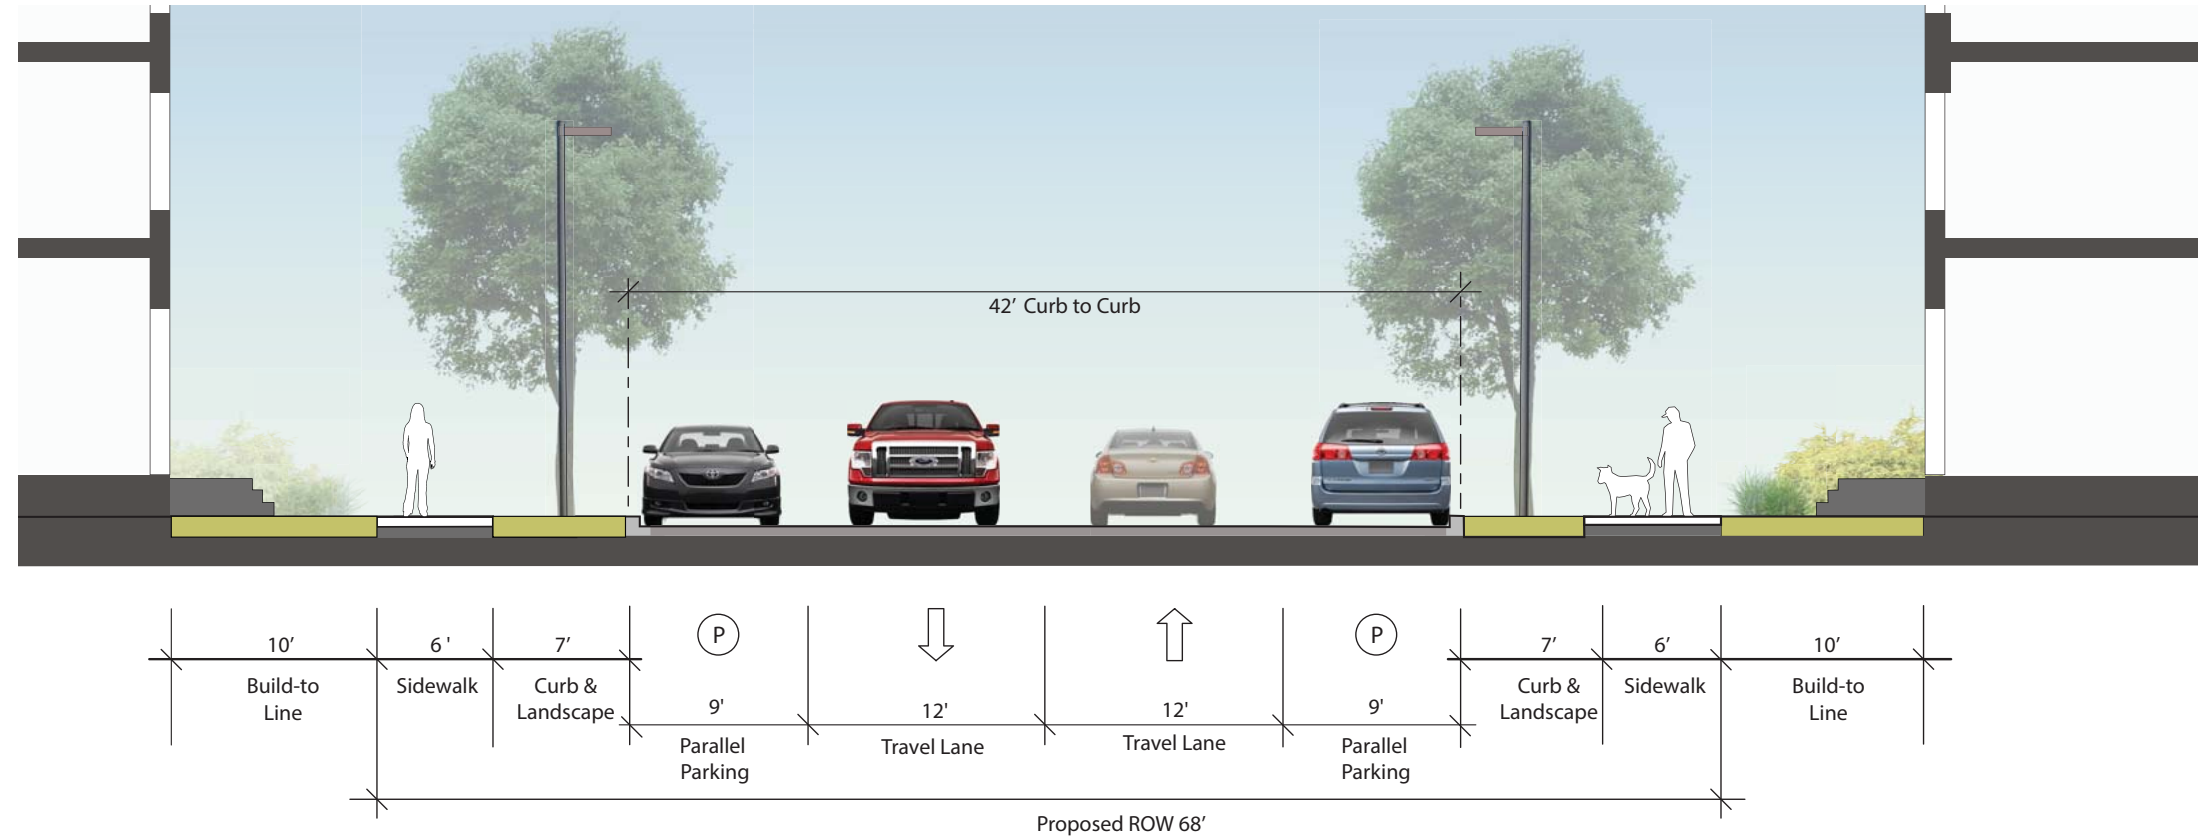 42' Curb to Curb
P
P
10'
6 '
7'
7'
6'
10'
Build-to
Line
Sidewalk
Curb &
Landscape
Curb &
Landscape
Sidewalk
Build-to
Line
9'
12'
12'
9'
Parallel
Parking
Travel Lane
Travel Lane
Parallel
Parking
Proposed ROW 68'